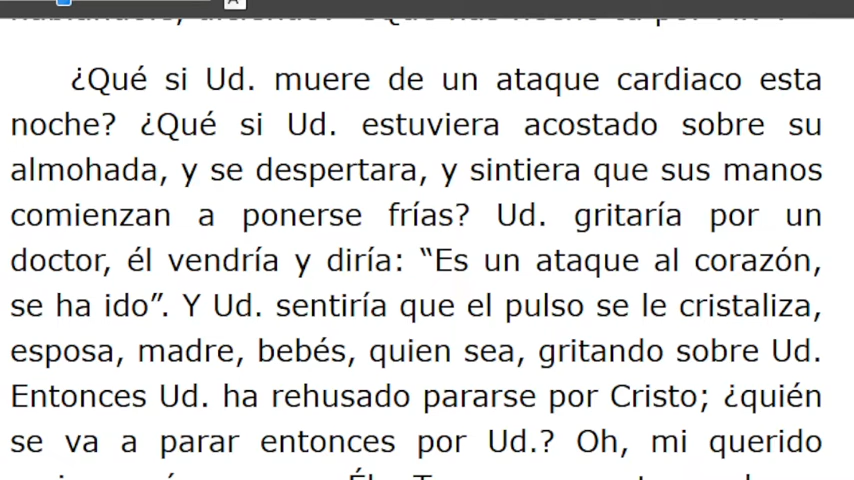 ¿Qué si Ud. muere de un ataque cardiaco esta
noche? ¿Qué si Ud. estuviera acostado sobre su
almohada, y se despertara, y sintiera que sus manos
comienzan a ponerse frías? Ud. gritaría por un
doctor, él vendría y diría: “Es un ataque al corazón,
se ha ido”. Y Ud. sentiría que el pulso se le cristaliza,
esposa, madre, bebés, quien sea, gritando sobre Ud.
Entonces Ud. ha rehusado pararse por Cristo; ¿quién
se va a parar entonces por Ud.? Oh, mi querido